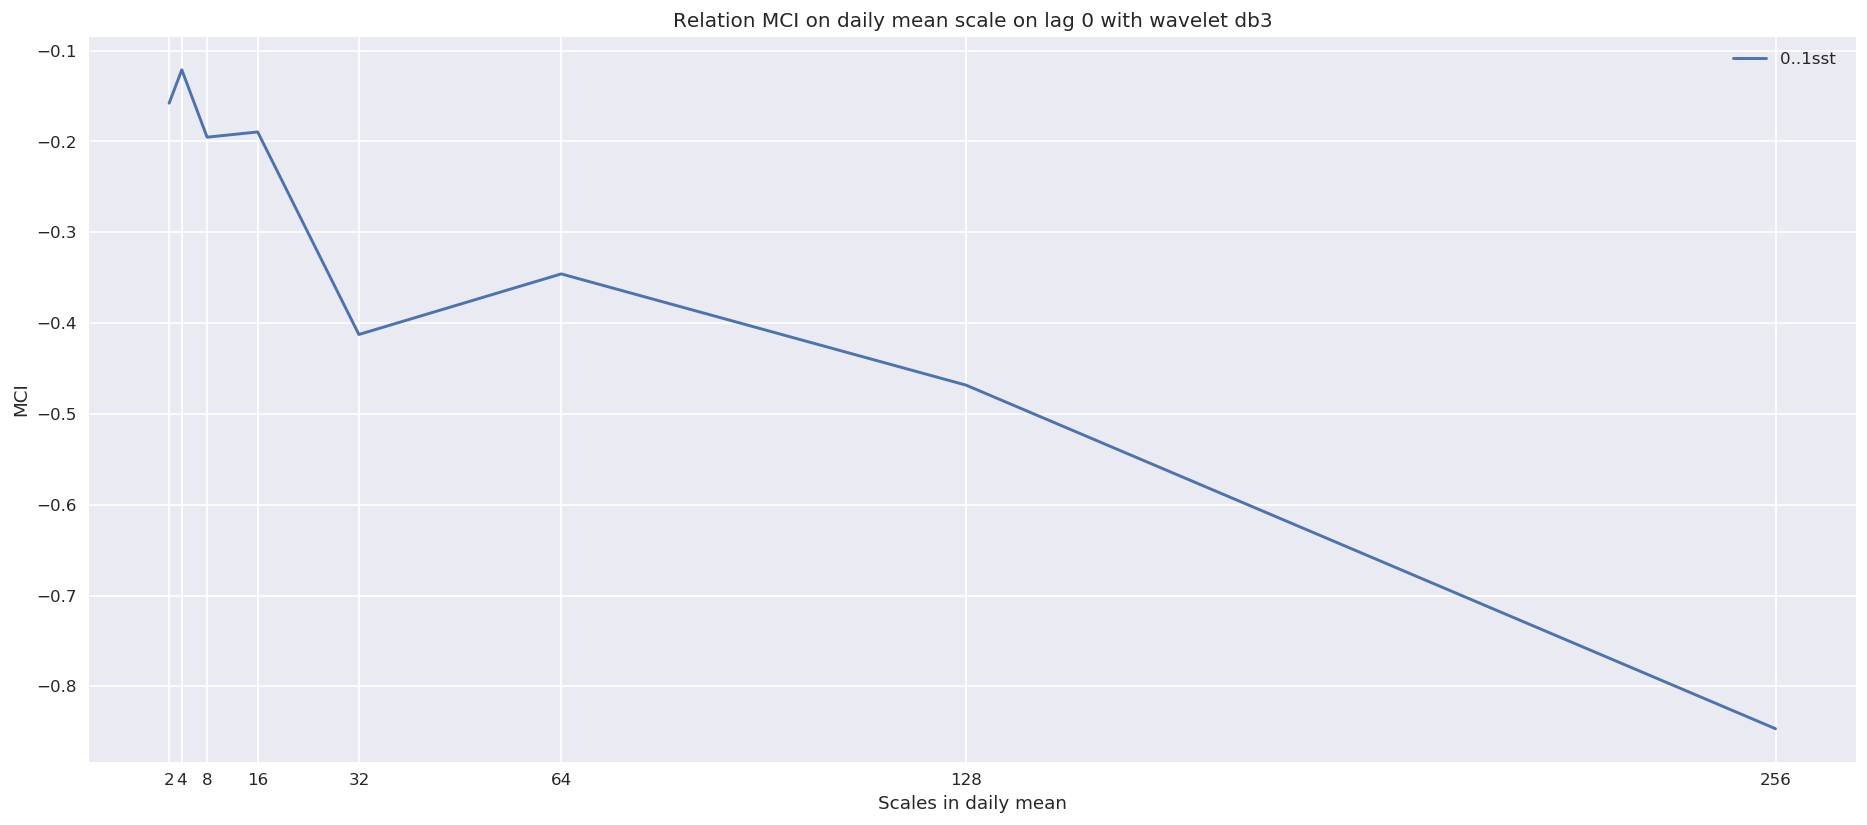 Relation MCI on daily mean scale on lag 0 with wavelet db3
0..1sst
−0.1
−0.2
−0.3
−0.4
−0.5
−0.6
−0.7
−0.8
MCI
2 4 8 16 32 64 128 256
Scales in daily mean